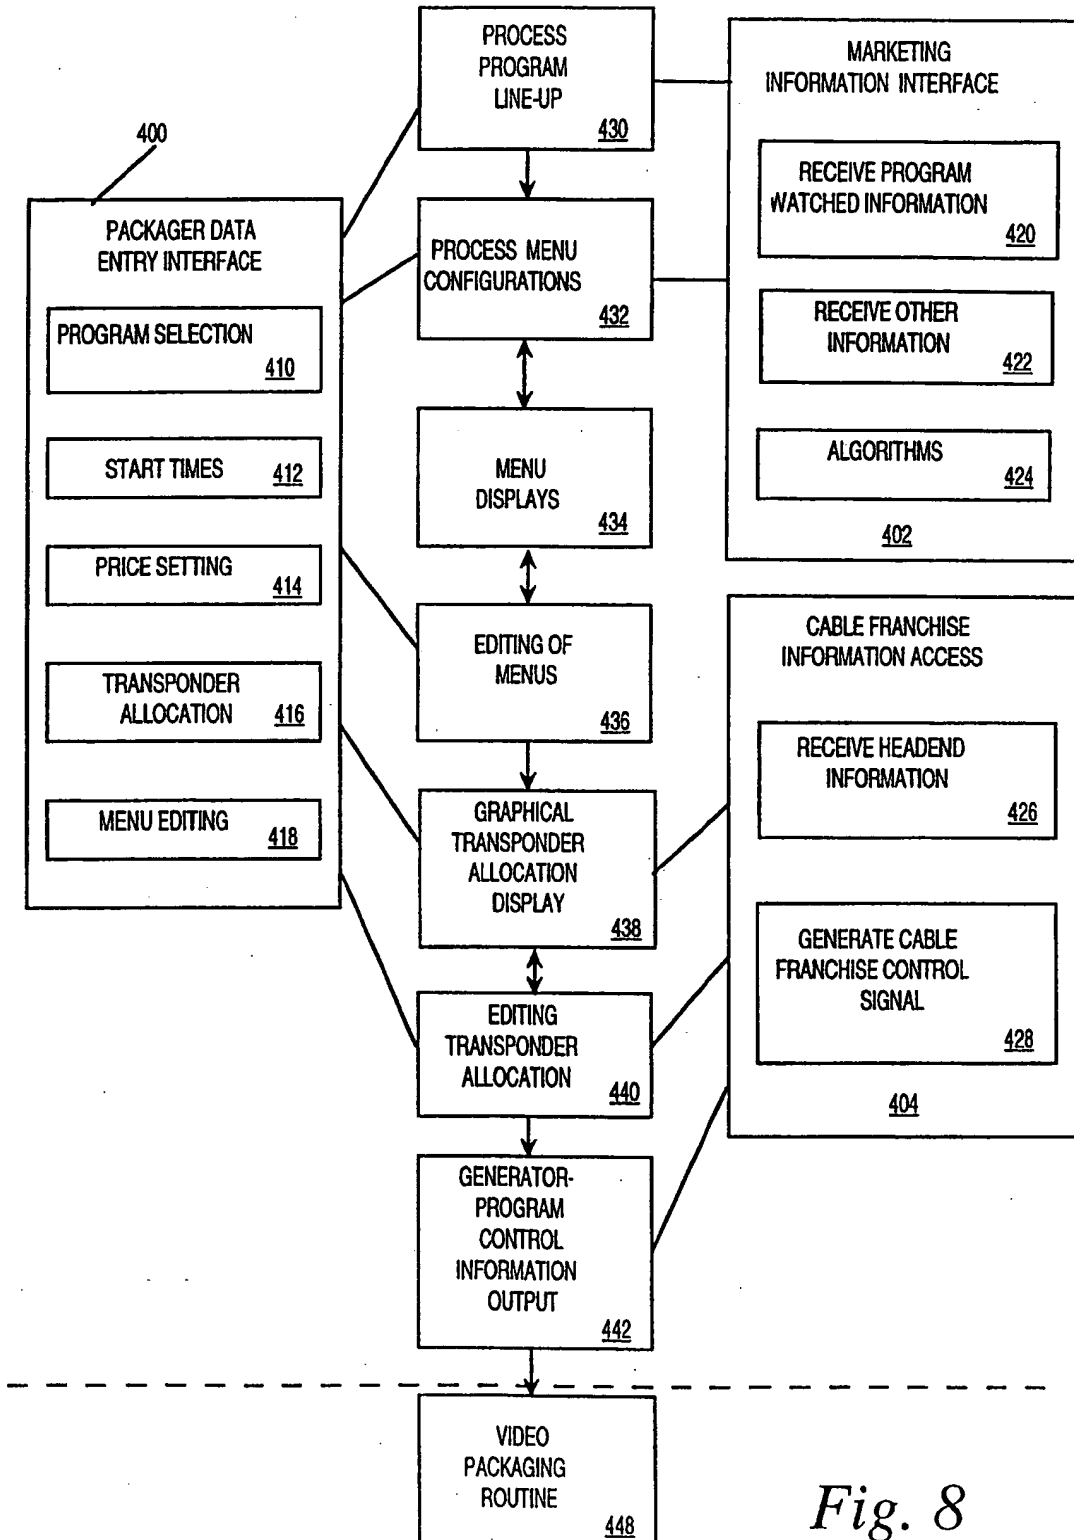 400
PACKAGER DATA
ENTRY INTERFACE
PROGRAM SELECTION
410
START TIMES 412
PRICE SETTING 414
TRANSPONDER
ALLOCATION 416
MENU EDITING 418
PROCESS
PROGRAM
LINE-UP
430
PROCESS MENU
CONFIGURATIONS
432
MENU
DISPLAYS
434
EDITING OF
MENUS
436
GRAPHICAL
TRANSPONDER
ALLOCATION
DISPLAY
438
EDITING
TRANSPONDER
ALLOCATION
440
GENERATOR-
PROGRAM
CONTROL
INFORMATION
OUTPUT
442
VIDEO
PACKAGING
ROUTINE
448
MARKETING
INFORMATION INTERFACE
RECEIVE PROGRAM
WATCHED INFORMATION
420
RECEIVE OTHER
INFORMATION
422
ALGORITHMS
424
402
CABLE FRANCHISE
INFORMATION ACCESS
RECEIVE HEADEND
INFORMATION
426
GENERATE CABLE
FRANCHISE CONTROL
SIGNAL
428
404
Fig. 8